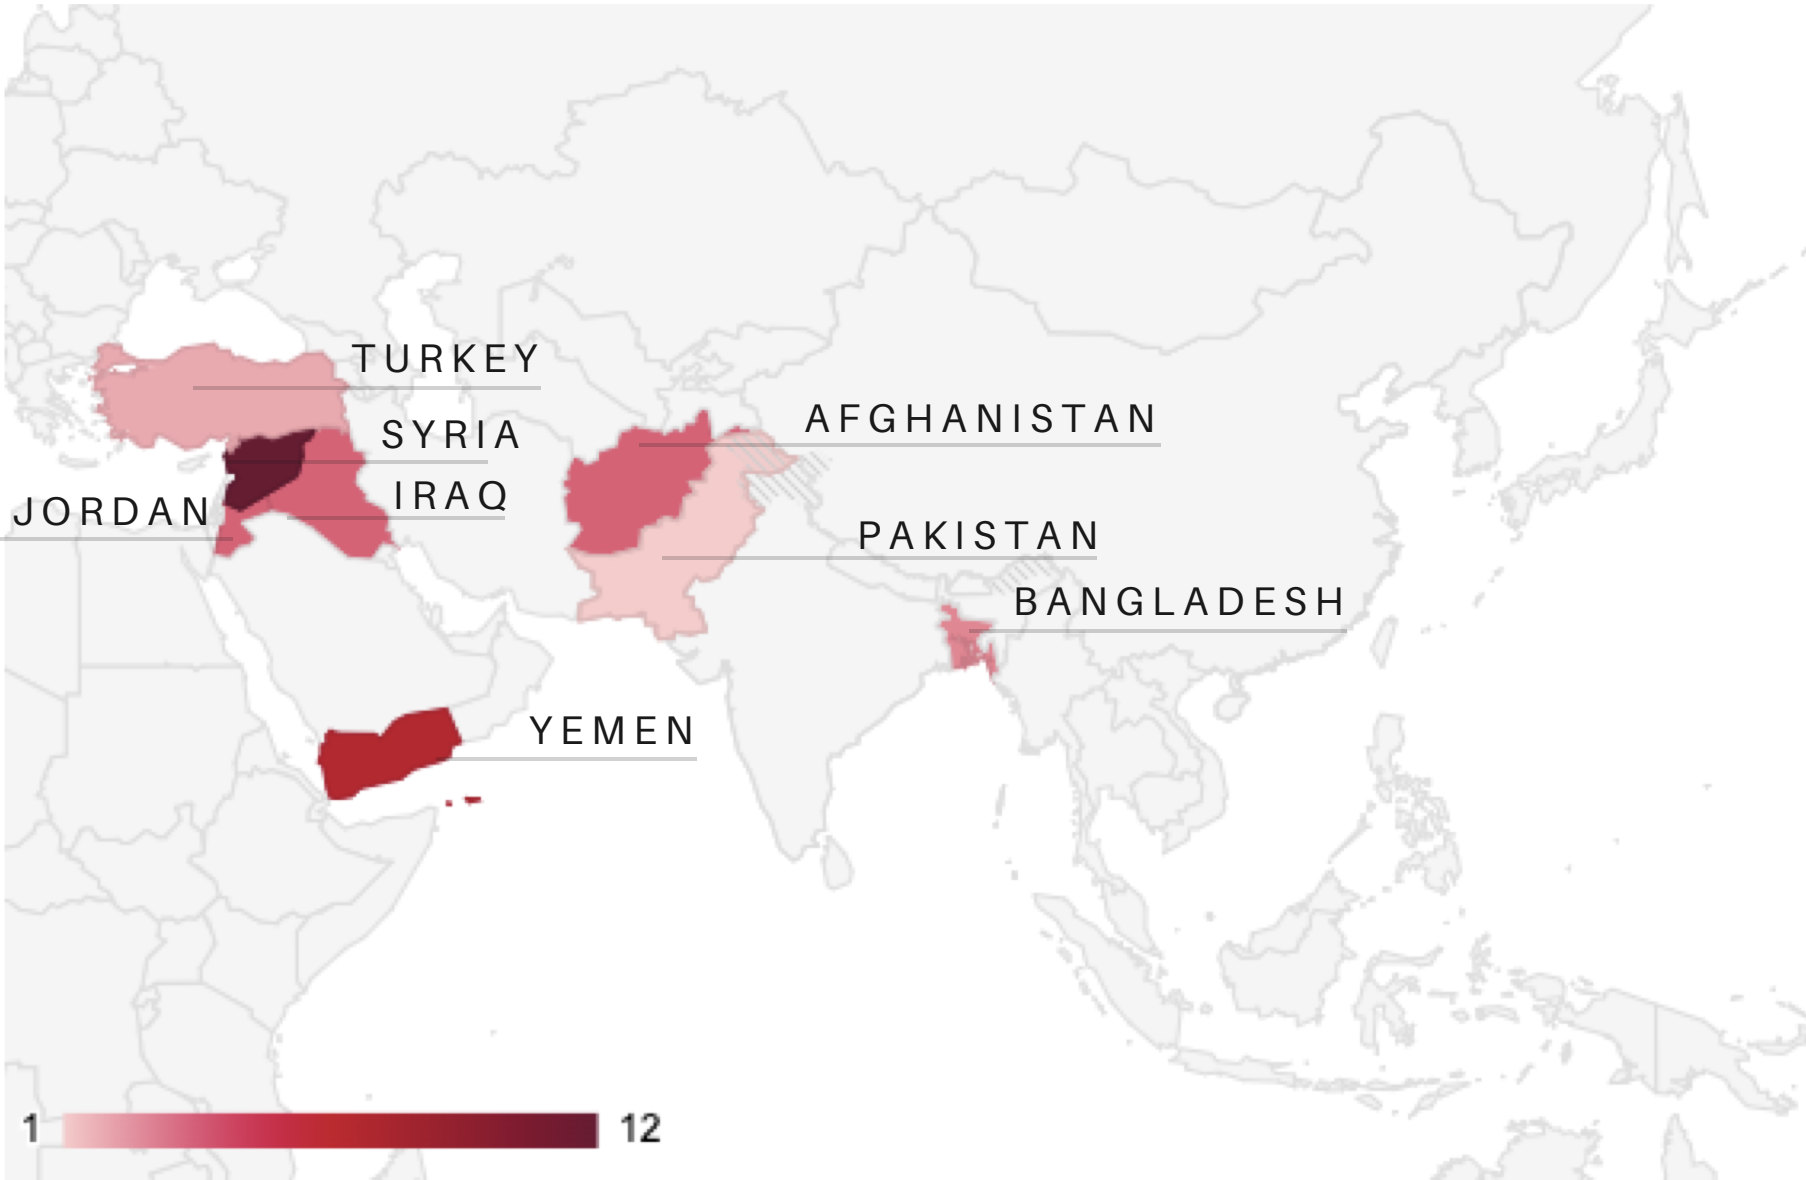 TURKEY
AFGHANISTAN
SYRIA
IRAQ
JORDAN
PAKISTAN
BANGLADESH
YEMEN
1
12